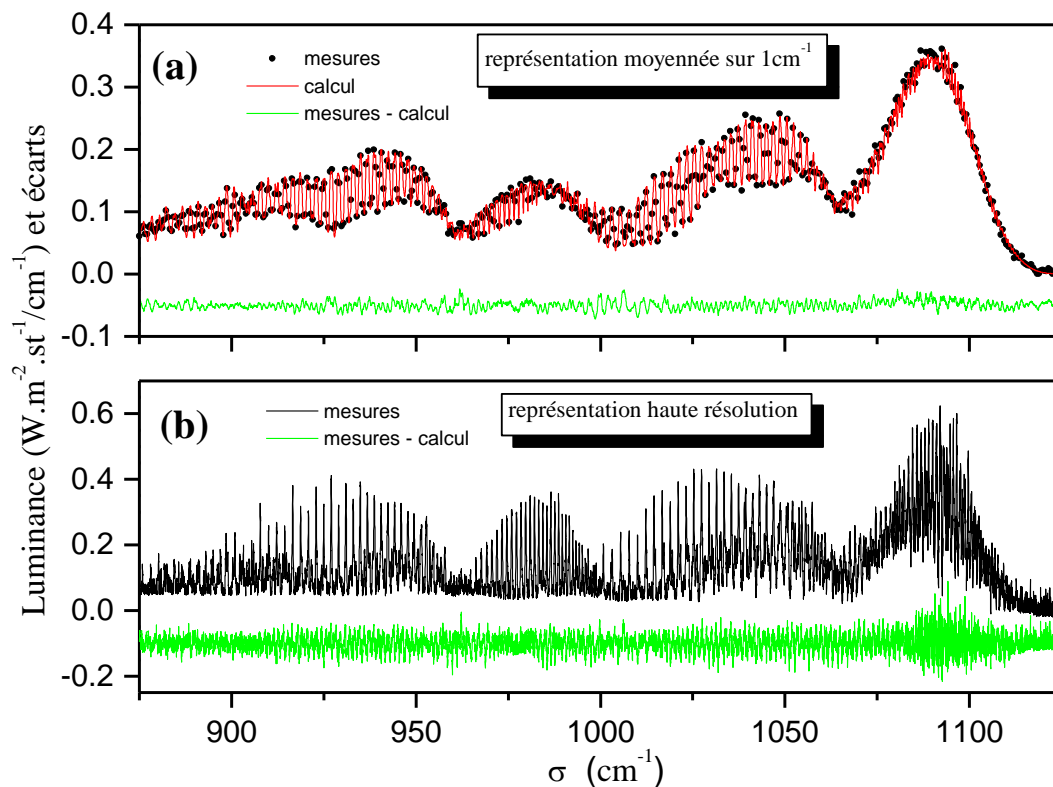 Luminance (W.m⁻².st⁻¹/cm⁻¹) et écarts
0.4
0.3
0.2
0.1
0.0
-0.1
(a)
mesures
calcul
mesures - calcul
représentation moyennée sur 1cm⁻¹
0.6
0.4
0.2
0.0
-0.2
(b)
mesures
mesures - calcul
représentation haute résolution
900 950 1000 1050 1100
σ (cm⁻¹)